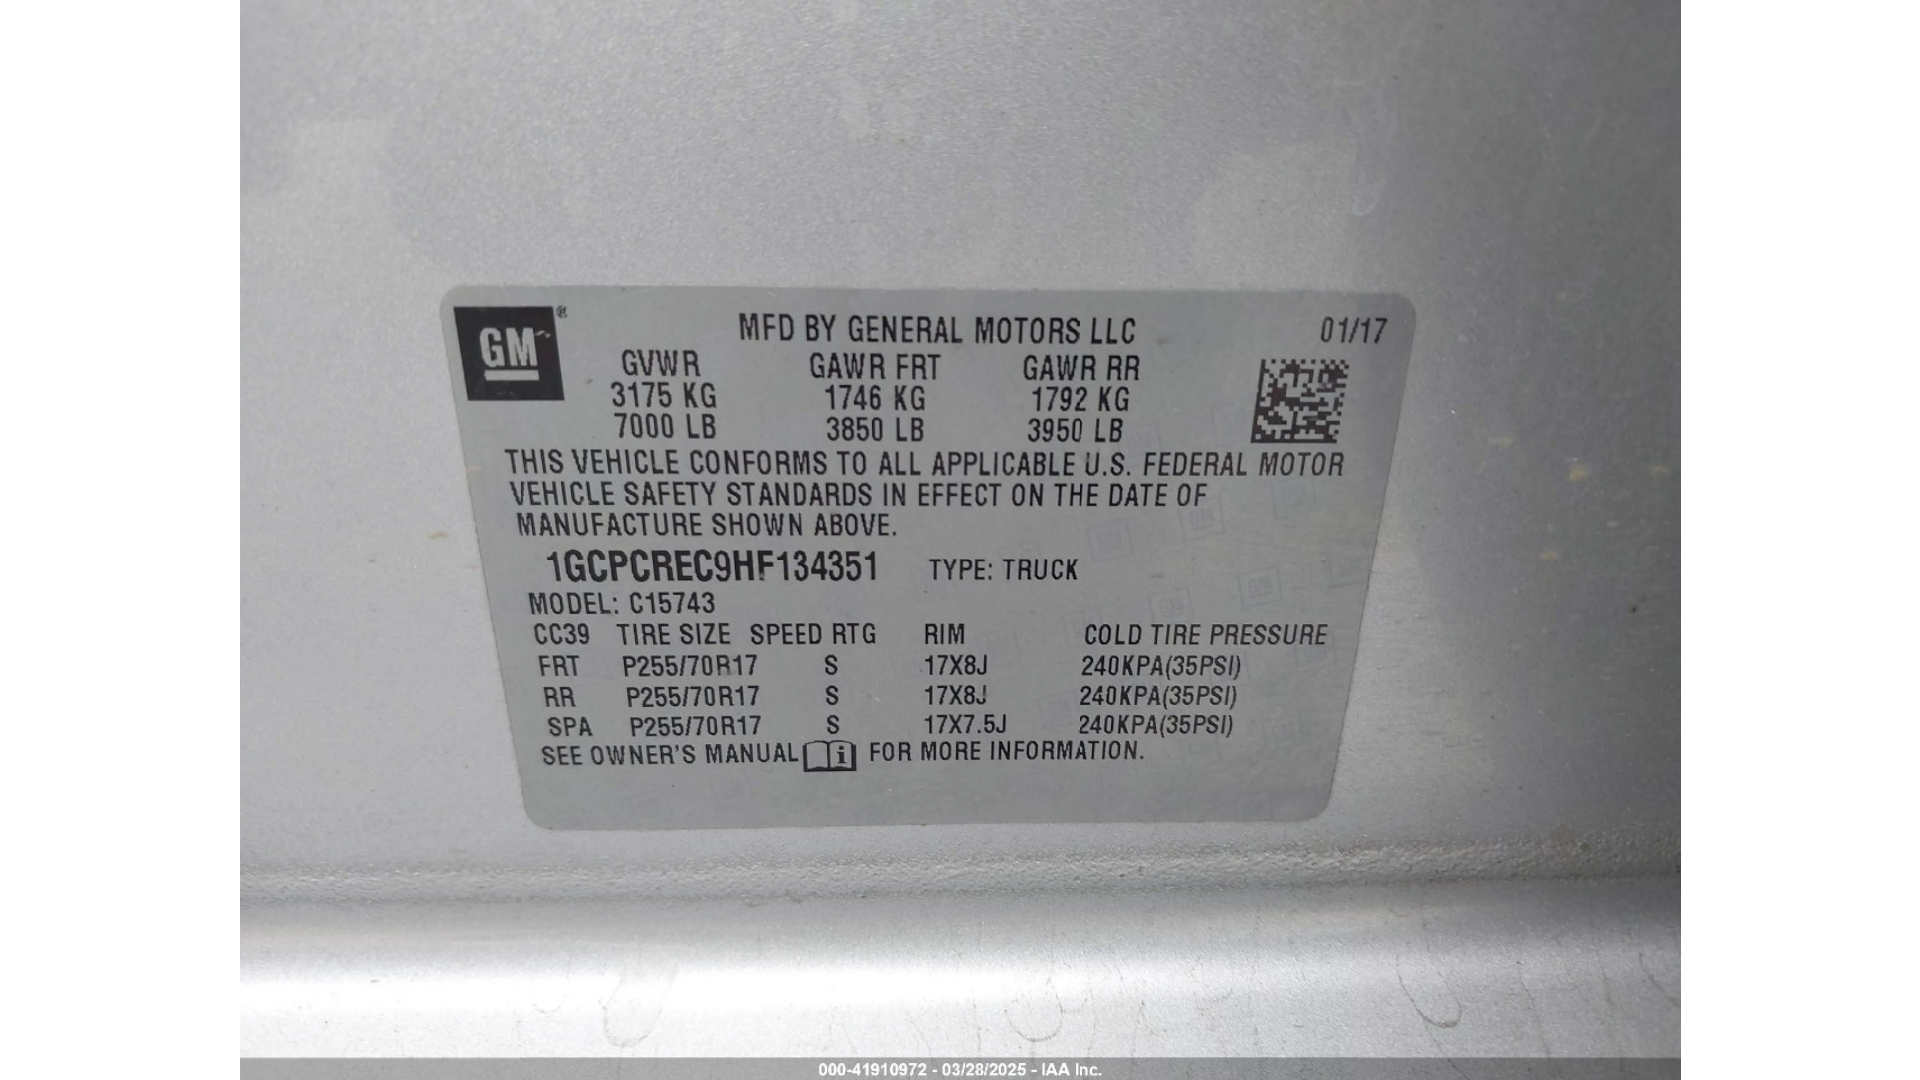 GM®
MFD BY GENERAL MOTORS LLC 01/17
GVWR GAWR FRT GAWR RR
3175 KG 1746 KG 1792 KG
7000 LB 3850 LB 3950 LB
THIS VEHICLE CONFORMS TO ALL APPLICABLE U.S. FEDERAL MOTOR
VEHICLE SAFETY STANDARDS IN EFFECT ON THE DATE OF
MANUFACTURE SHOWN ABOVE.
1GCPCREC9HF134351 TYPE: TRUCK
MODEL: C15743
CC39 TIRE SIZE SPEED RTG RIM COLD TIRE PRESSURE
FRT P255/70R17 S 17X8J 240KPA(35PSI)
RR P255/70R17 S 17X8J 240KPA(35PSI)
SPA P255/70R17 S 17X7.5J 240KPA(35PSI)
SEE OWNER'S MANUAL i FOR MORE INFORMATION.
000-41910972 - 03/28/2025 - IAA Inc.